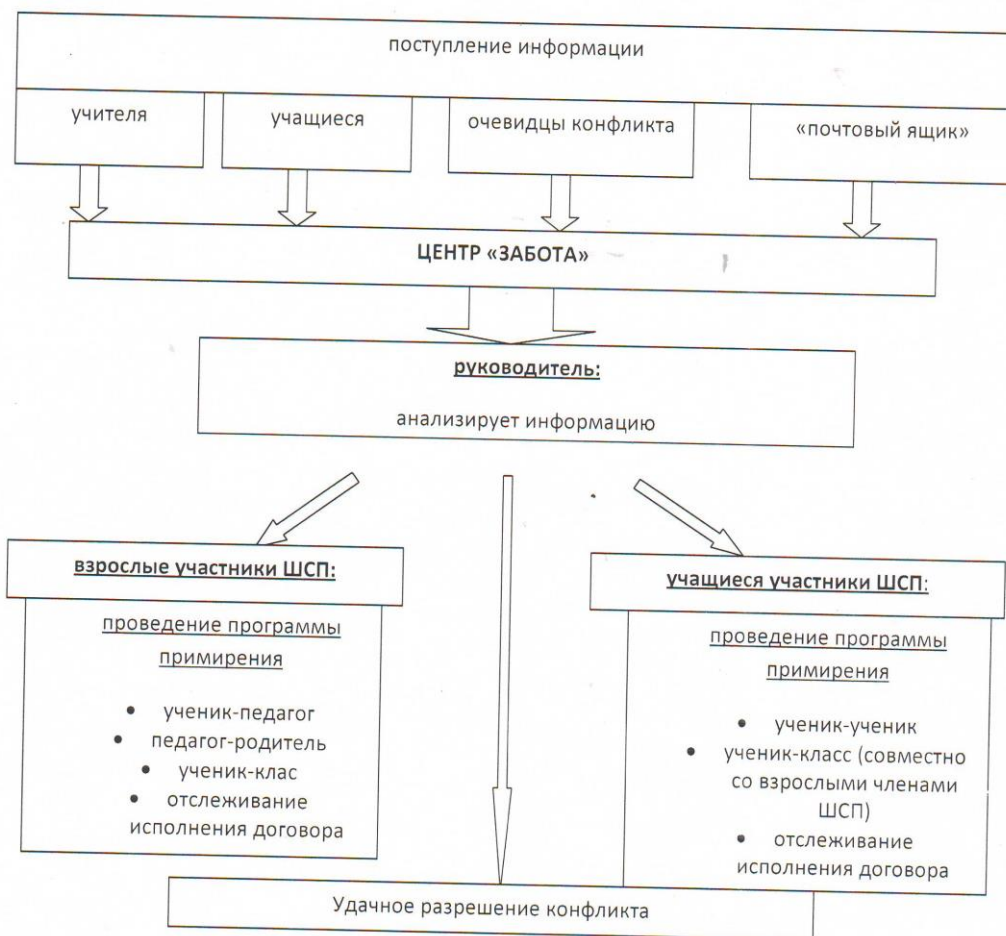 поступление информации
учителя
учащиеся
очевидцы конфликта
«почтовый ящик»
ЦЕНТР «ЗАБОТА»
руководитель:
анализирует информацию
взрослые участники ШСП:
проведение программы
примирения
• ученик-педагог
• педагог-родитель
• ученик-клас
• отслеживание
исполнения договора
учащиеся участники ШСП:
проведение программы
примирения
• ученик-ученик
• ученик-класс (совместно
со взрослыми членами
ШСП)
• отслеживание
исполнения договора
Удачное разрешение конфликта